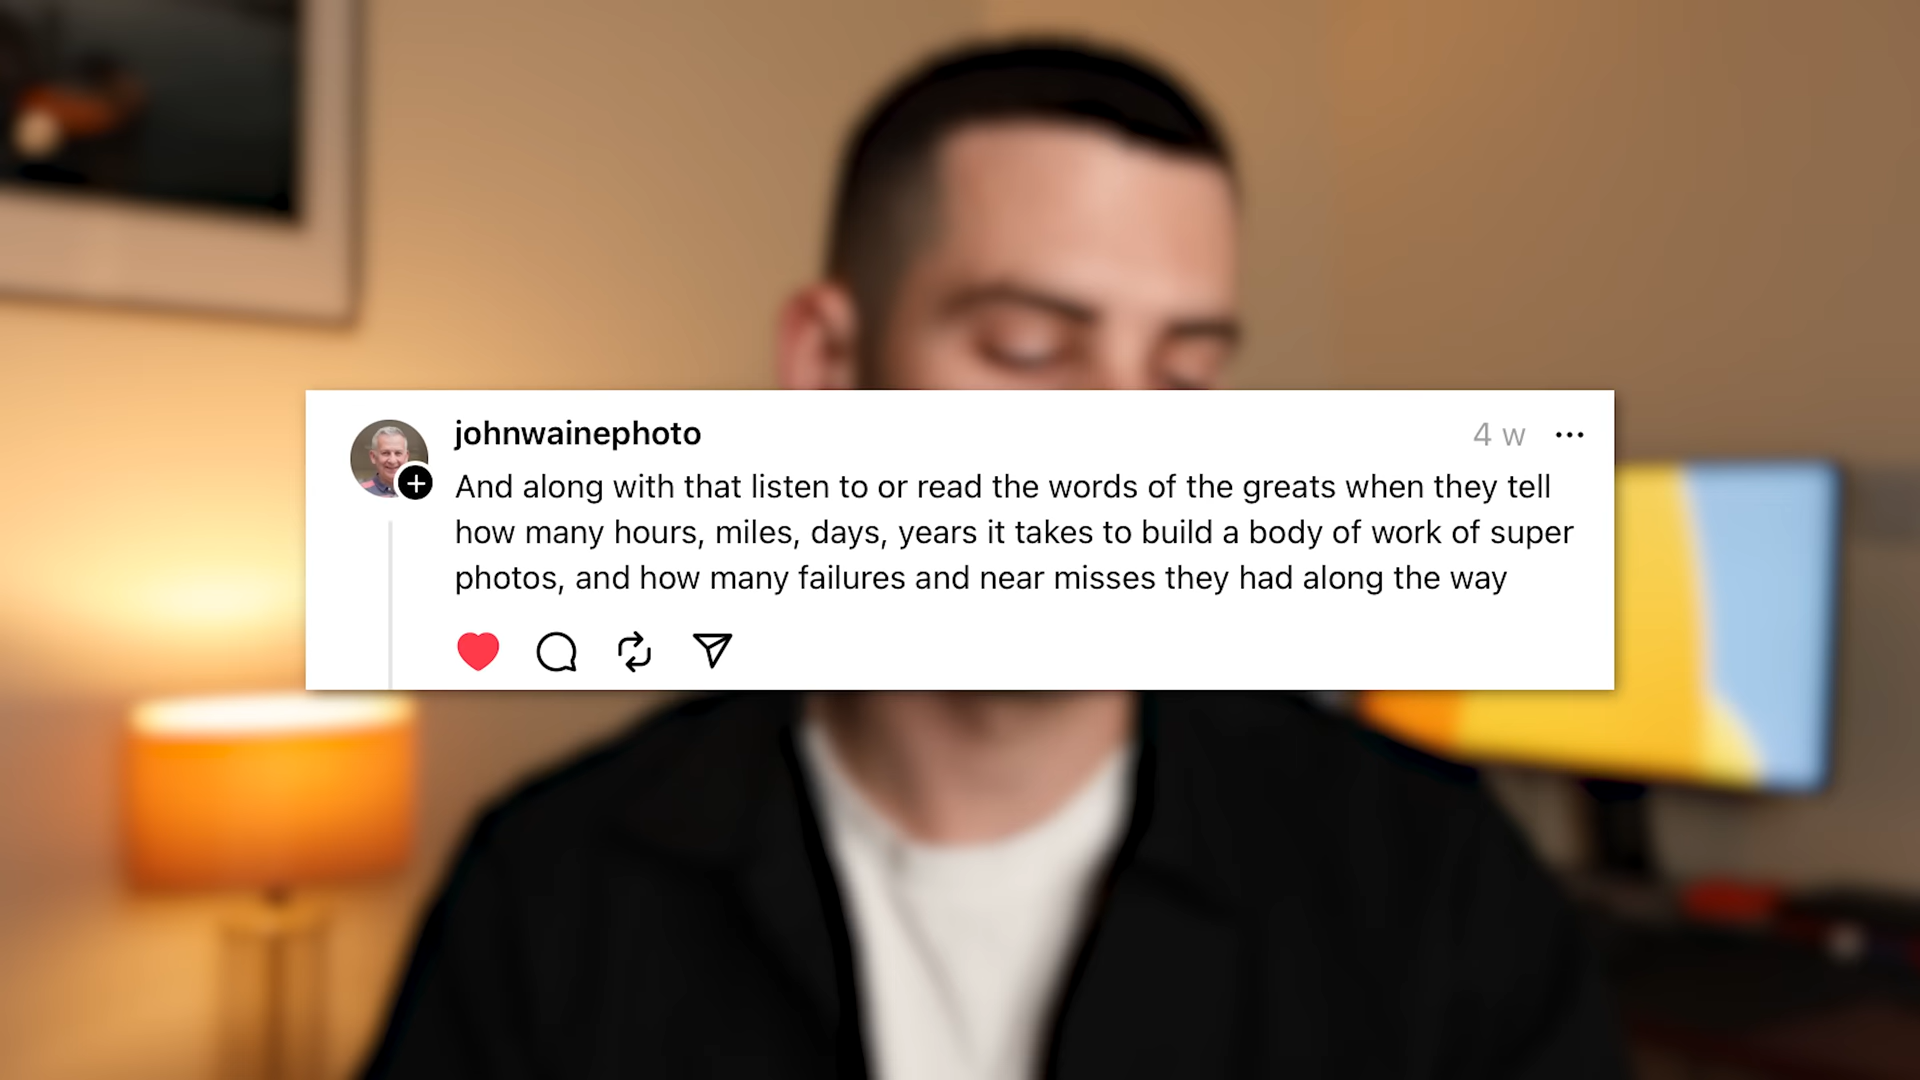 johnwainephoto
4 w
And along with that listen to or read the words of the greats when they tell
how many hours, miles, days, years it takes to build a body of work of super
photos, and how many failures and near misses they had along the way